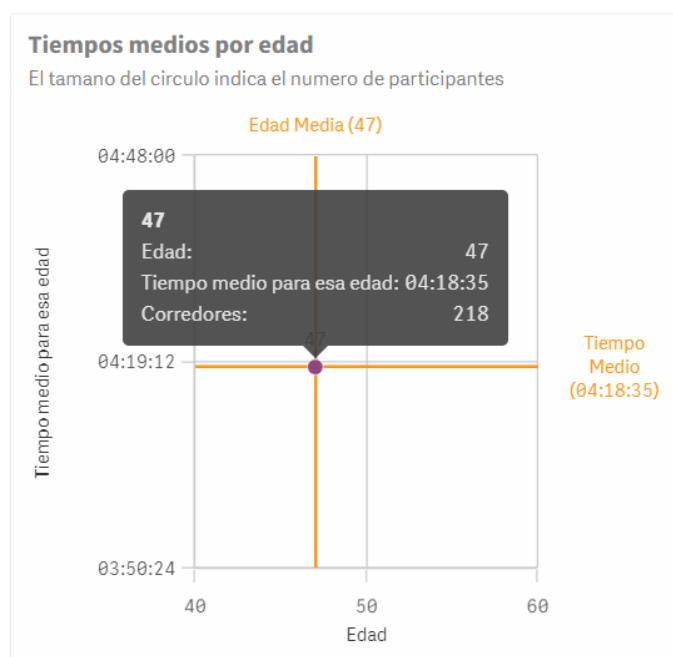 Tiempos medios por edad
El tamano del circulo indica el numero de participantes
Edad Media (47)
04:48:00
47
Edad: 47
Tiempo medio para esa edad: 04:18:35
Corredores: 218
47
04:19:12
Tiempo
Medio
(04:18:35)
Tiempo medio para esa edad
03:50:24
40 50 60
Edad